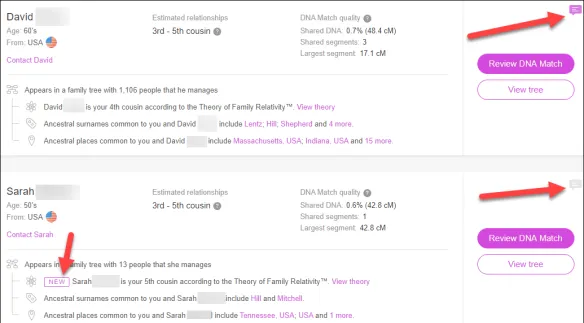 David
Age: 60's
From: USA
Contact David
Estimated relationships
3rd - 5th cousin ?
DNA Match quality ?
Shared DNA: 0.7% (48.4 cM)
Shared segments: 3
Largest segment: 17.1 cM
Review DNA Match
View tree
Appears in a family tree with 1,106 people that he manages
David is your 4th cousin according to the Theory of Family Relativity™. View theory
Ancestral surnames common to you and David include Lentz, Hill, Shepherd and 4 more.
Ancestral places common to you and David include Massachusetts, USA; Indiana, USA and 15 more.
Sarah
Age: 50's
From: USA
Contact Sarah
Estimated relationships
3rd - 5th cousin ?
DNA Match quality ?
Shared DNA: 0.6% (42.8 cM)
Shared segments: 1
Largest segment: 42.8 cM
Review DNA Match
View tree
Appears in a family tree with 13 people that she manages
NEW Sarah is your 5th cousin according to the Theory of Family Relativity™. View theory
Ancestral surnames common to you and Sarah include Hill and Mitchell.
Ancestral places common to you and Sarah include Tennessee, USA; USA and 1 more.